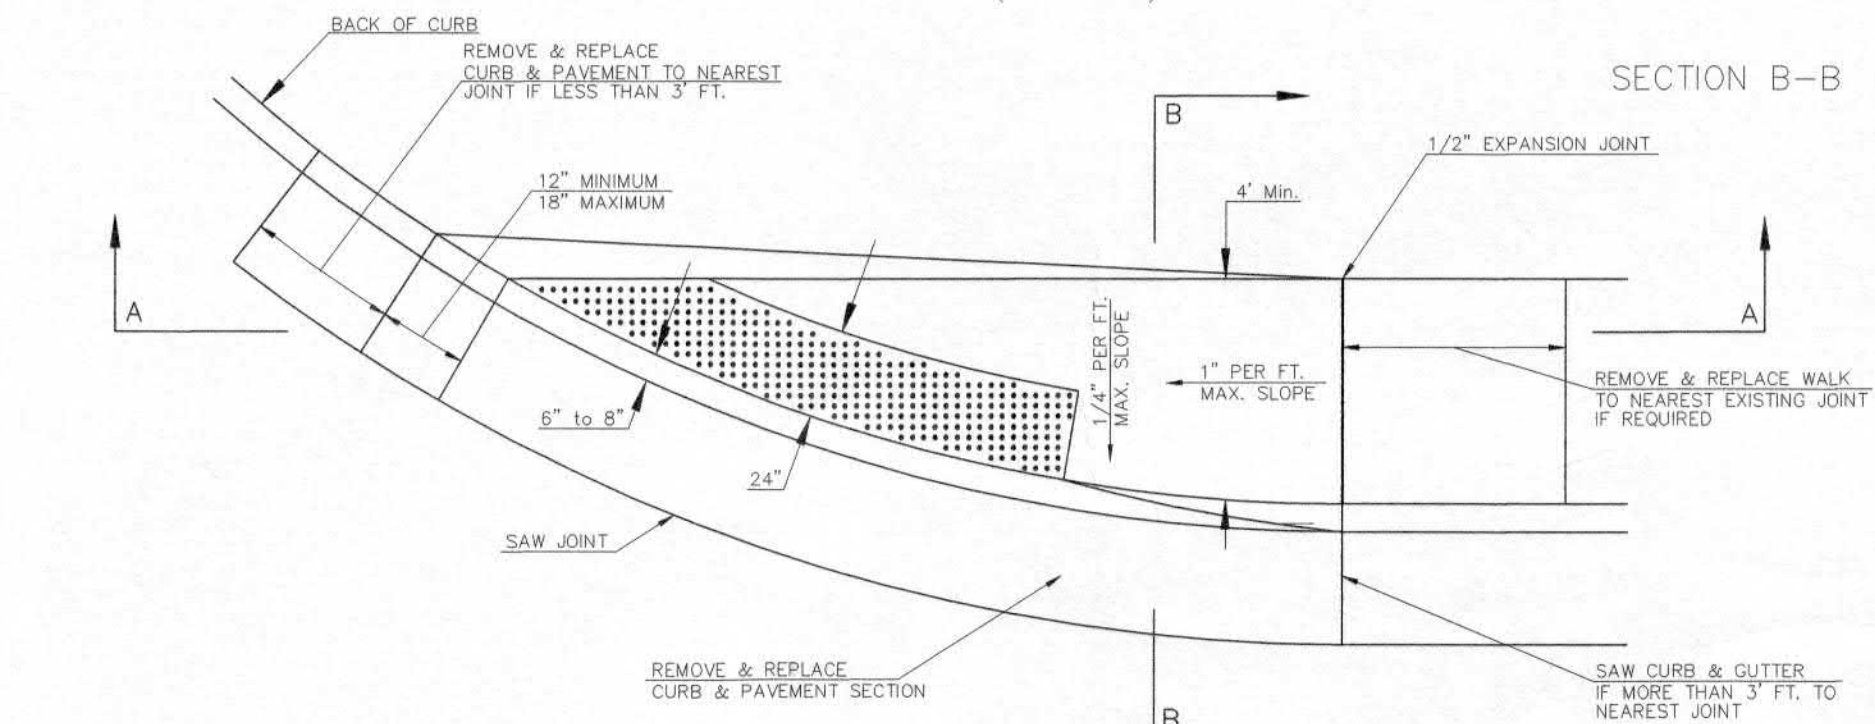 BACK OF CURB
REMOVE & REPLACE
CURB & PAVEMENT TO NEAREST
JOINT IF LESS THAN 3' FT.
SECTION B-B
B
1/2" EXPANSION JOINT
12" MINIMUM
18" MAXIMUM
4' Min.
A
A
1/4" PER FT.
MAX. SLOPE
1" PER FT.
MAX. SLOPE
REMOVE & REPLACE WALK
TO NEAREST EXISTING JOINT
IF REQUIRED
6" to 8"
24"
SAW JOINT
REMOVE & REPLACE
CURB & PAVEMENT SECTION
SAW CURB & GUTTER
IF MORE THAN 3' FT. TO
NEAREST JOINT
B